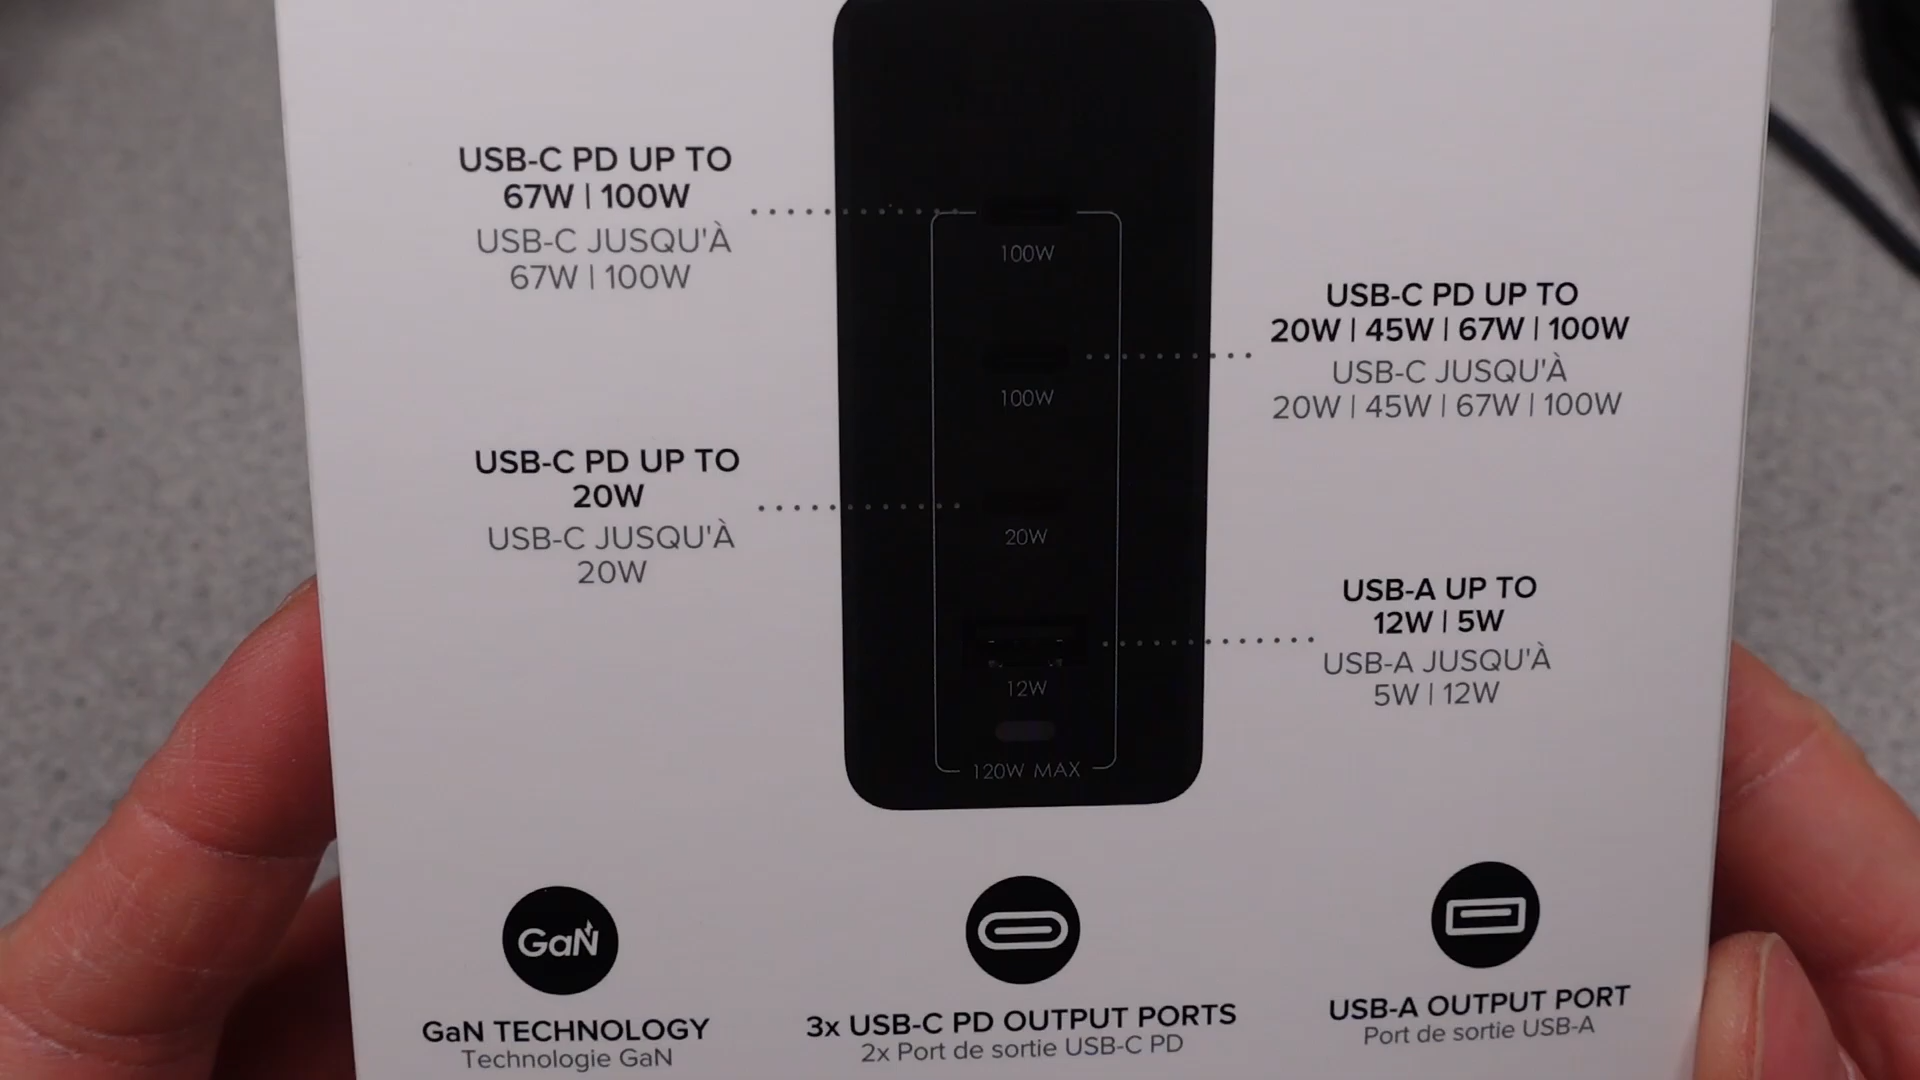 USB-C PD UP TO
67W | 100W
USB-C JUSQU'À
67W | 100W
100W
USB-C PD UP TO
20W | 45W | 67W | 100W
USB-C JUSQU'À
20W | 45W | 67W | 100W
100W
USB-C PD UP TO
20W
USB-C JUSQU'À
20W
20W
USB-A UP TO
12W | 5W
USB-A JUSQU'À
5W | 12W
12W
120W MAX
GaN
GaN TECHNOLOGY
Technologie GaN
3x USB-C PD OUTPUT PORTS
2x Port de sortie USB-C PD
USB-A OUTPUT PORT
Port de sortie USB-A